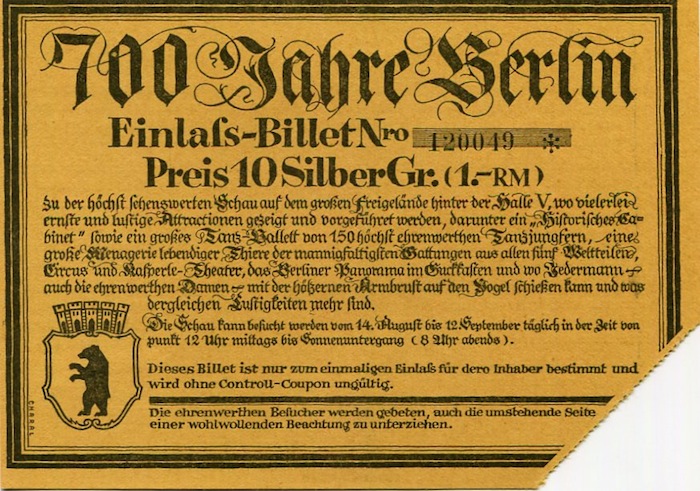 700 Jahre Berlin
Einlaſs-Billet Nro 120049 *
Preis 10 Silber Gr. (1.-RM)
Zu der höchst sehenswerten Schau auf dem großen Freigelände hinter der Halle V, wo vielerlei
ernste und lustige Attractionen gezeigt und vorgeführet werden, darunter ein „Historisches Ca-
binet" sowie ein großes Tanz-Ballett von 150 höchst ehrenwerthen Tanzjungfern, eine
große Menagerie lebendiger Thiere der mannigfaltigsten Gattungen aus allen fünf Weltteilen,
Circus und Kasperle-Theater, das Berliner Panorama im Guckkasten und wo Jedermann -
auch die ehrenwerthen Damen - mit der hölzernen Armbrust auf den Vogel schießen kann und was
dergleichen Lustigkeiten mehr sind.
Die Schau kann besucht werden vom 14. August bis 12. September täglich in der Zeit von
punkt 12 Uhr mittags bis Sonnenuntergang (8 Uhr abends).
Dieses Billet ist nur zum einmaligen Einlaß für dero Inhaber bestimmt und
wird ohne Controll-Coupon ungültig.
Die ehrenwerthen Besucher werden gebeten, auch die umstehende Seite
einer wohlwollenden Beachtung zu unterziehen.
CHABAL